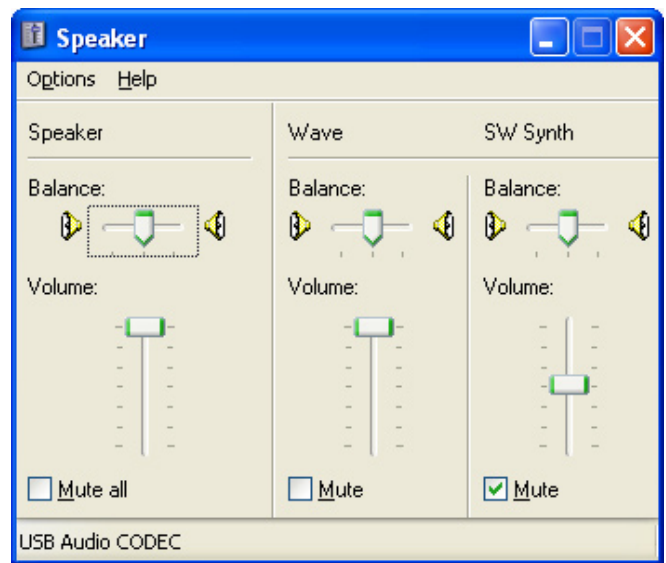 Speaker
Options Help
Speaker Wave SW Synth
Balance: Balance: Balance:
Volume: Volume: Volume:
Mute all Mute Mute
USB Audio CODEC